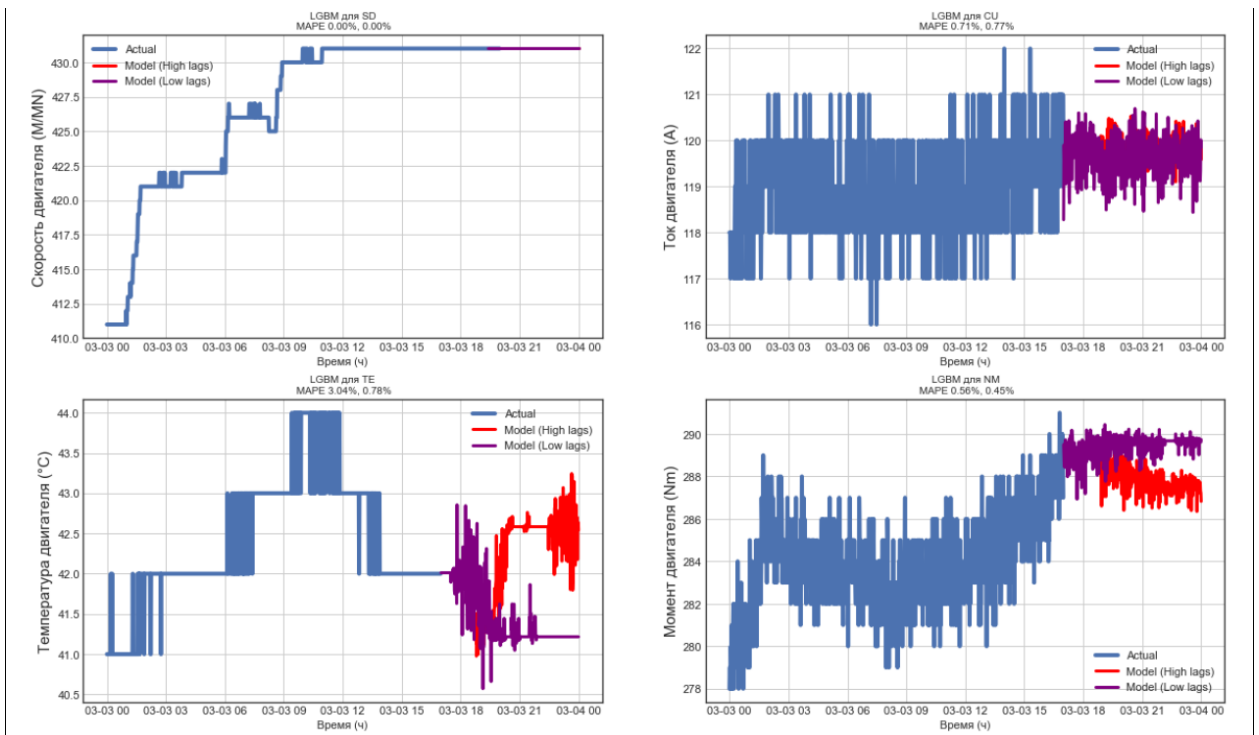 LGBM для SD
MAPE 0.00%, 0.00%
Actual
Model (High lags)
Model (Low lags)
Скорость двигателя (M/MN)
430.0
427.5
425.0
422.5
420.0
417.5
415.0
412.5
410.0
03-03 00 03-03 03 03-03 06 03-03 09 03-03 12 03-03 15 03-03 18 03-03 21 03-04 00
Время (ч)
LGBM для CU
MAPE 0.71%, 0.77%
Actual
Model (High lags)
Model (Low lags)
Ток двигателя (A)
122
121
120
119
118
117
116
03-03 00 03-03 03 03-03 06 03-03 09 03-03 12 03-03 15 03-03 18 03-03 21 03-04 00
Время (ч)
LGBM для TE
MAPE 3.04%, 0.78%
Actual
Model (High lags)
Model (Low lags)
Температура двигателя (°C)
44.0
43.5
43.0
42.5
42.0
41.5
41.0
40.5
03-03 00 03-03 03 03-03 06 03-03 09 03-03 12 03-03 15 03-03 18 03-03 21 03-04 00
Время (ч)
LGBM для NM
MAPE 0.56%, 0.45%
Момент двигателя (Nm)
290
288
286
284
282
280
278
Actual
Model (High lags)
Model (Low lags)
03-03 00 03-03 03 03-03 06 03-03 09 03-03 12 03-03 15 03-03 18 03-03 21 03-04 00
Время (ч)